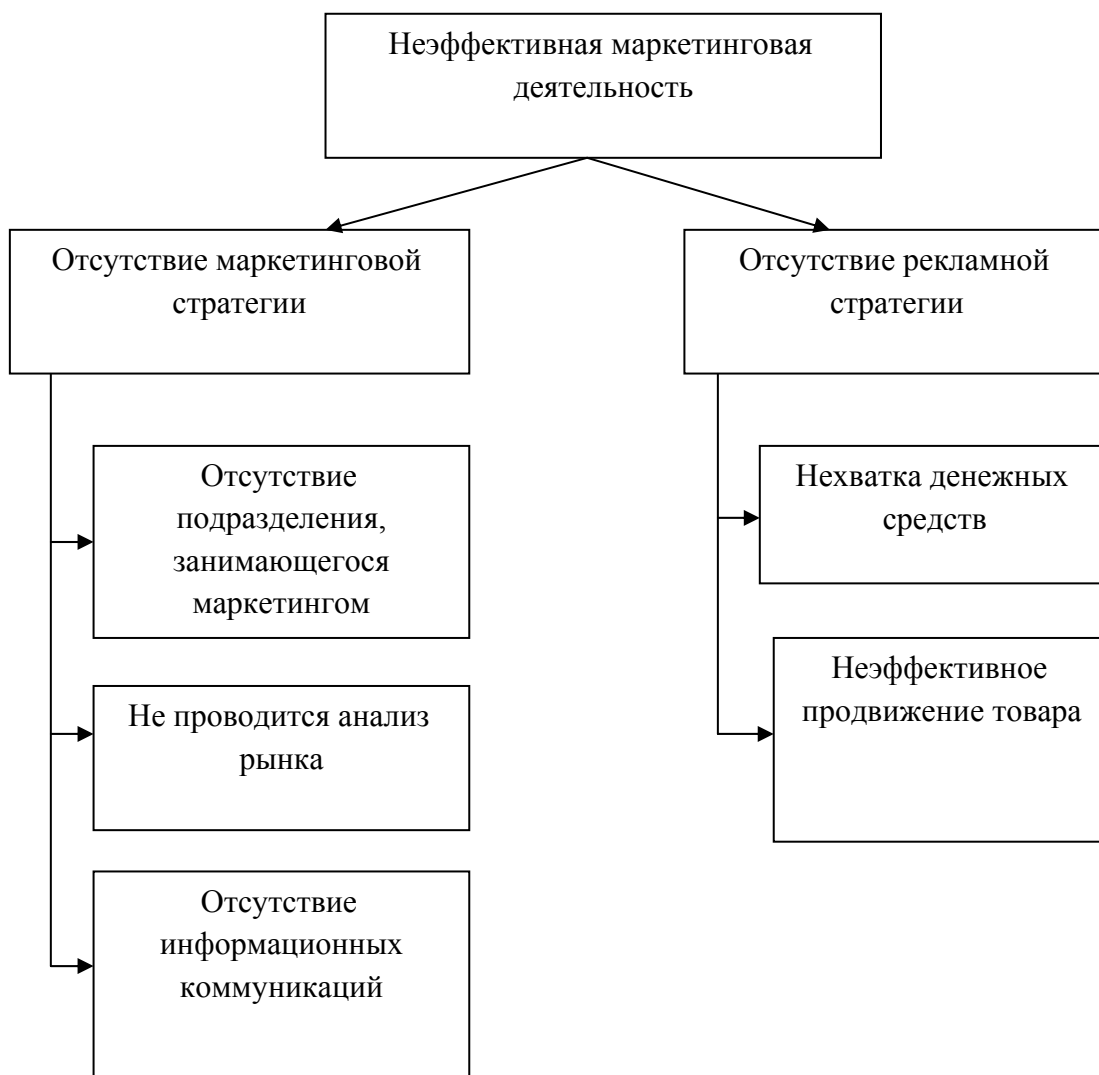 Неэффективная маркетинговая
деятельность
Отсутствие маркетинговой
стратегии
Отсутствие рекламной
стратегии
Отсутствие
подразделения,
занимающегося
маркетингом
Не проводится анализ
рынка
Отсутствие
информационных
коммуникаций
Нехватка денежных
средств
Неэффективное
продвижение товара